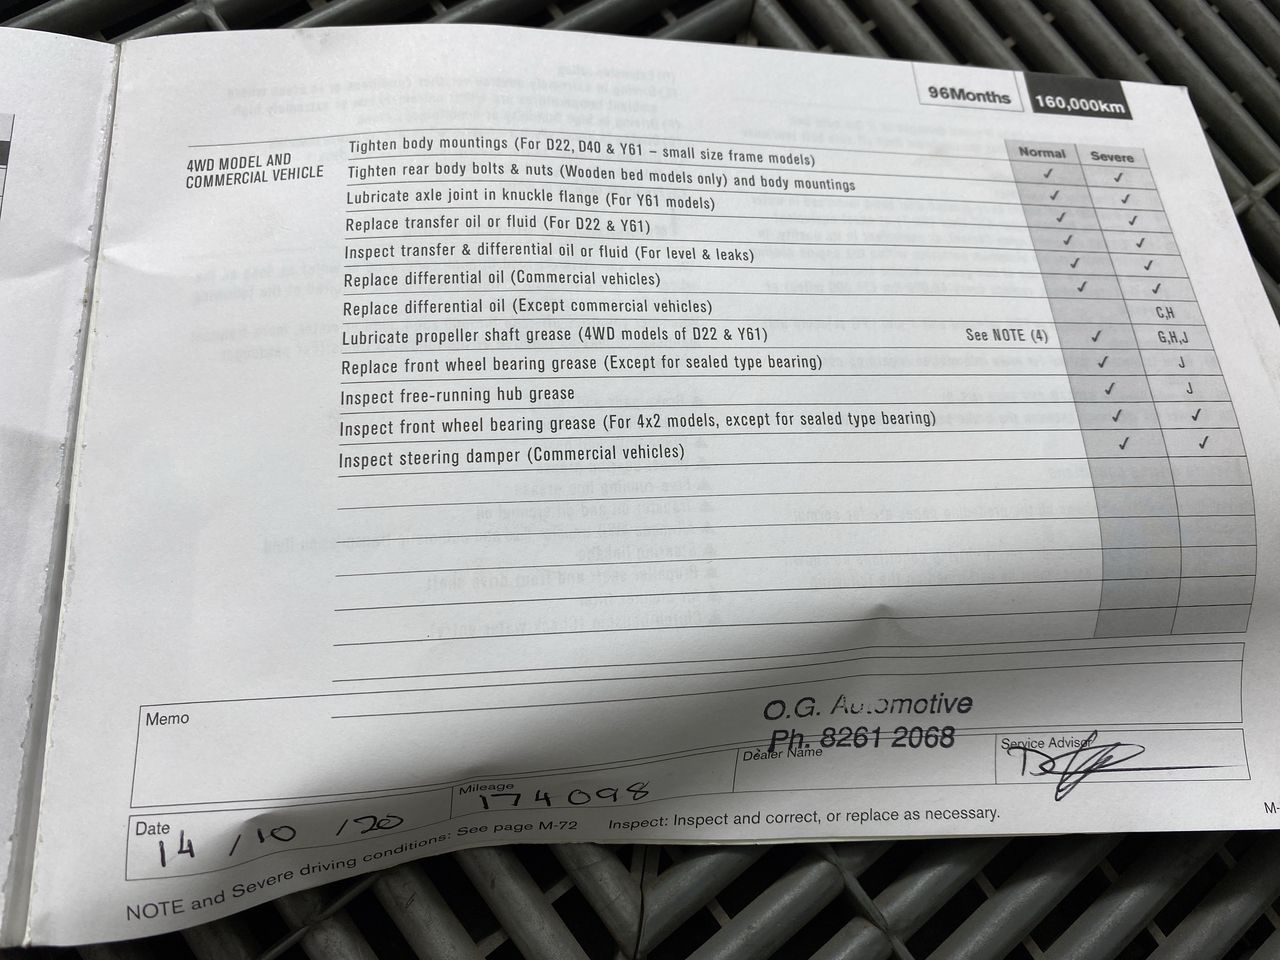 96Months 160,000km
4WD MODEL AND
COMMERCIAL VEHICLE
Normal Severe
Tighten body mountings (For D22, D40 & Y61 – small size frame models) ✓ ✓
Tighten rear body bolts & nuts (Wooden bed models only) and body mountings ✓ ✓
Lubricate axle joint in knuckle flange (For Y61 models) ✓ ✓
Replace transfer oil or fluid (For D22 & Y61) ✓ ✓
Inspect transfer & differential oil or fluid (For level & leaks) ✓ ✓
Replace differential oil (Commercial vehicles) ✓ ✓
Replace differential oil (Except commercial vehicles) C,H
Lubricate propeller shaft grease (4WD models of D22 & Y61) See NOTE (4) ✓ G,H,J
Replace front wheel bearing grease (Except for sealed type bearing) ✓ J
Inspect free-running hub grease ✓ J
Inspect front wheel bearing grease (For 4x2 models, except for sealed type bearing) ✓ ✓
Inspect steering damper (Commercial vehicles) ✓ ✓
Memo
O.G. Automotive
Ph. 8261 2068
Date
14 /10 /20
Mileage
174098
Dealer Name
Service Advisor
NOTE and Severe driving conditions: See page M-72 Inspect: Inspect and correct, or replace as necessary.
M-